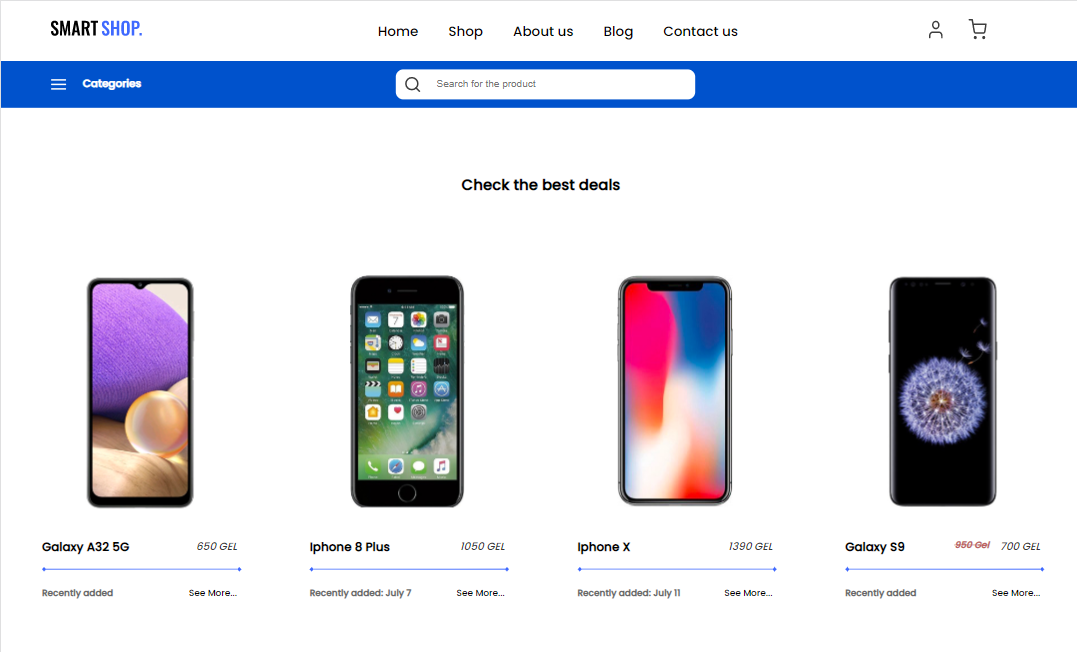 SMART SHOP.
Home Shop About us Blog Contact us
Categories
Search for the product
Check the best deals
Galaxy A32 5G 650 GEL
Recently added See More...
Iphone 8 Plus 1050 GEL
Recently added: July 7 See More...
Iphone X 1390 GEL
Recently added: July 11 See More...
Galaxy S9 950 Gel 700 GEL
Recently added See More...